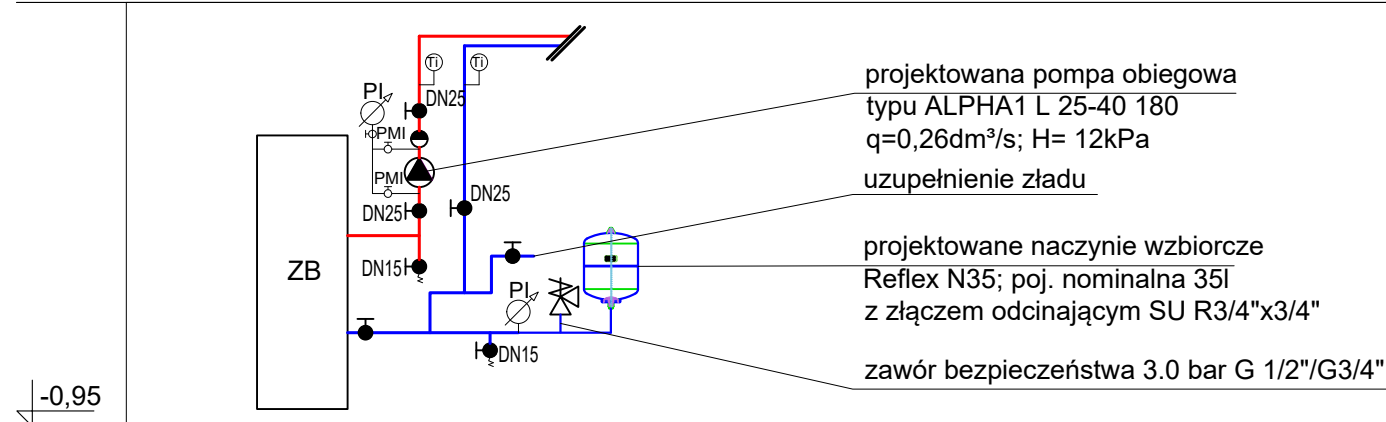 Ti
Ti
PI
DN25
PMI
PMI
DN25
DN25
ZB
DN15
PI
DN15
projektowana pompa obiegowa
typu ALPHA1 L 25-40 180
q=0,26dm³/s; H= 12kPa
uzupełnienie zładu
projektowane naczynie wzbiorcze
Reflex N35; poj. nominalna 35l
z złączem odcinającym SU R3/4"x3/4"
zawór bezpieczeństwa 3.0 bar G 1/2"/G3/4"
-0,95